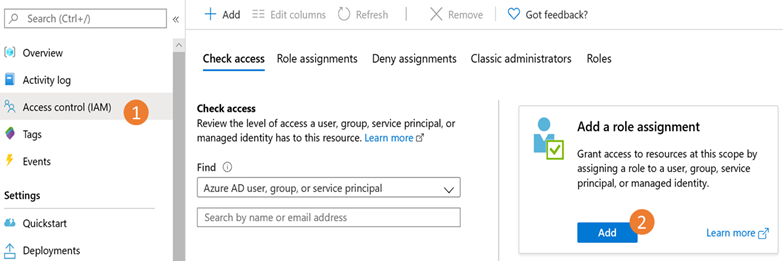 Search (Ctrl+/)
«
Overview
Activity log
Access control (IAM)
1
Tags
Events
Settings
Quickstart
Deployments
+ Add
Edit columns
Refresh
Remove
Got feedback?
Check access
Role assignments
Deny assignments
Classic administrators
Roles
Check access
Review the level of access a user, group, service principal, or
managed identity has to this resource. Learn more
Find
Azure AD user, group, or service principal
Search by name or email address
Add a role assignment
Grant access to resources at this scope by
assigning a role to a user, group, service
principal, or managed identity.
Add
2
Learn more